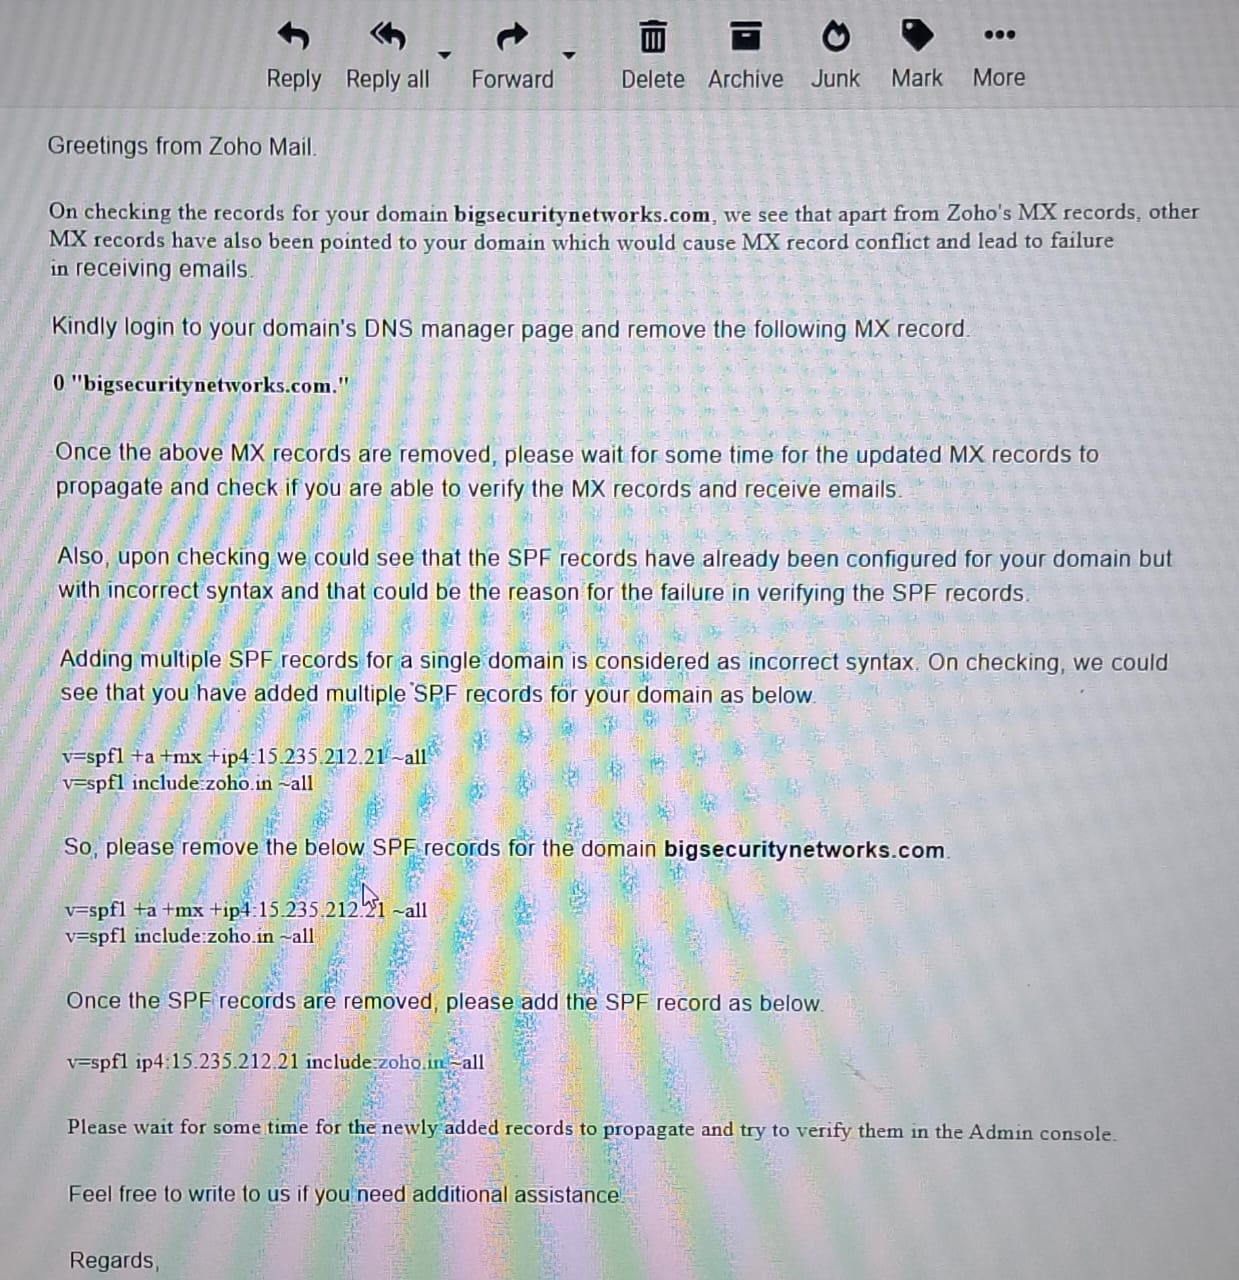 Reply Reply all Forward Delete Archive Junk Mark More
Greetings from Zoho Mail.
On checking the records for your domain bigsecuritynetworks.com, we see that apart from Zoho's MX records, other
MX records have also been pointed to your domain which would cause MX record conflict and lead to failure
in receiving emails.
Kindly login to your domain's DNS manager page and remove the following MX record.
0 "bigsecuritynetworks.com."
Once the above MX records are removed, please wait for some time for the updated MX records to
propagate and check if you are able to verify the MX records and receive emails.
Also, upon checking we could see that the SPF records have already been configured for your domain but
with incorrect syntax and that could be the reason for the failure in verifying the SPF records.
Adding multiple SPF records for a single domain is considered as incorrect syntax. On checking, we could
see that you have added multiple SPF records for your domain as below.
v=spf1 +a +mx +ip4:15.235.212.21 ~all
v=spf1 include:zoho.in ~all
So, please remove the below SPF records for the domain bigsecuritynetworks.com.
v=spf1 +a +mx +ip4:15.235.212.21 ~all
v=spf1 include:zoho.in ~all
Once the SPF records are removed, please add the SPF record as below.
v=spf1 ip4:15.235.212.21 include:zoho.in ~all
Please wait for some time for the newly added records to propagate and try to verify them in the Admin console.
Feel free to write to us if you need additional assistance.
Regards,